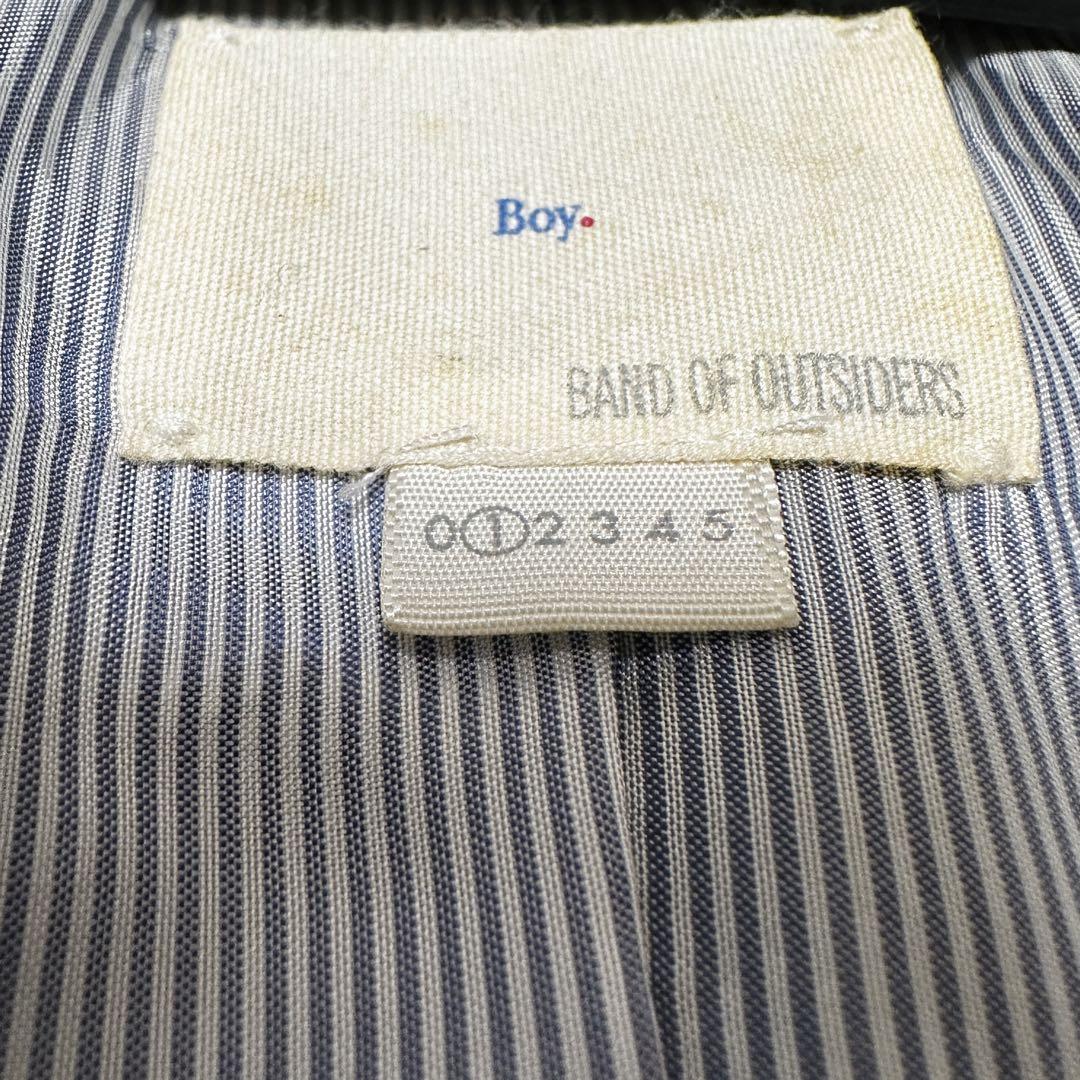 Boy.
BAND OF OUTSIDERS
0 1 2 3 4 5